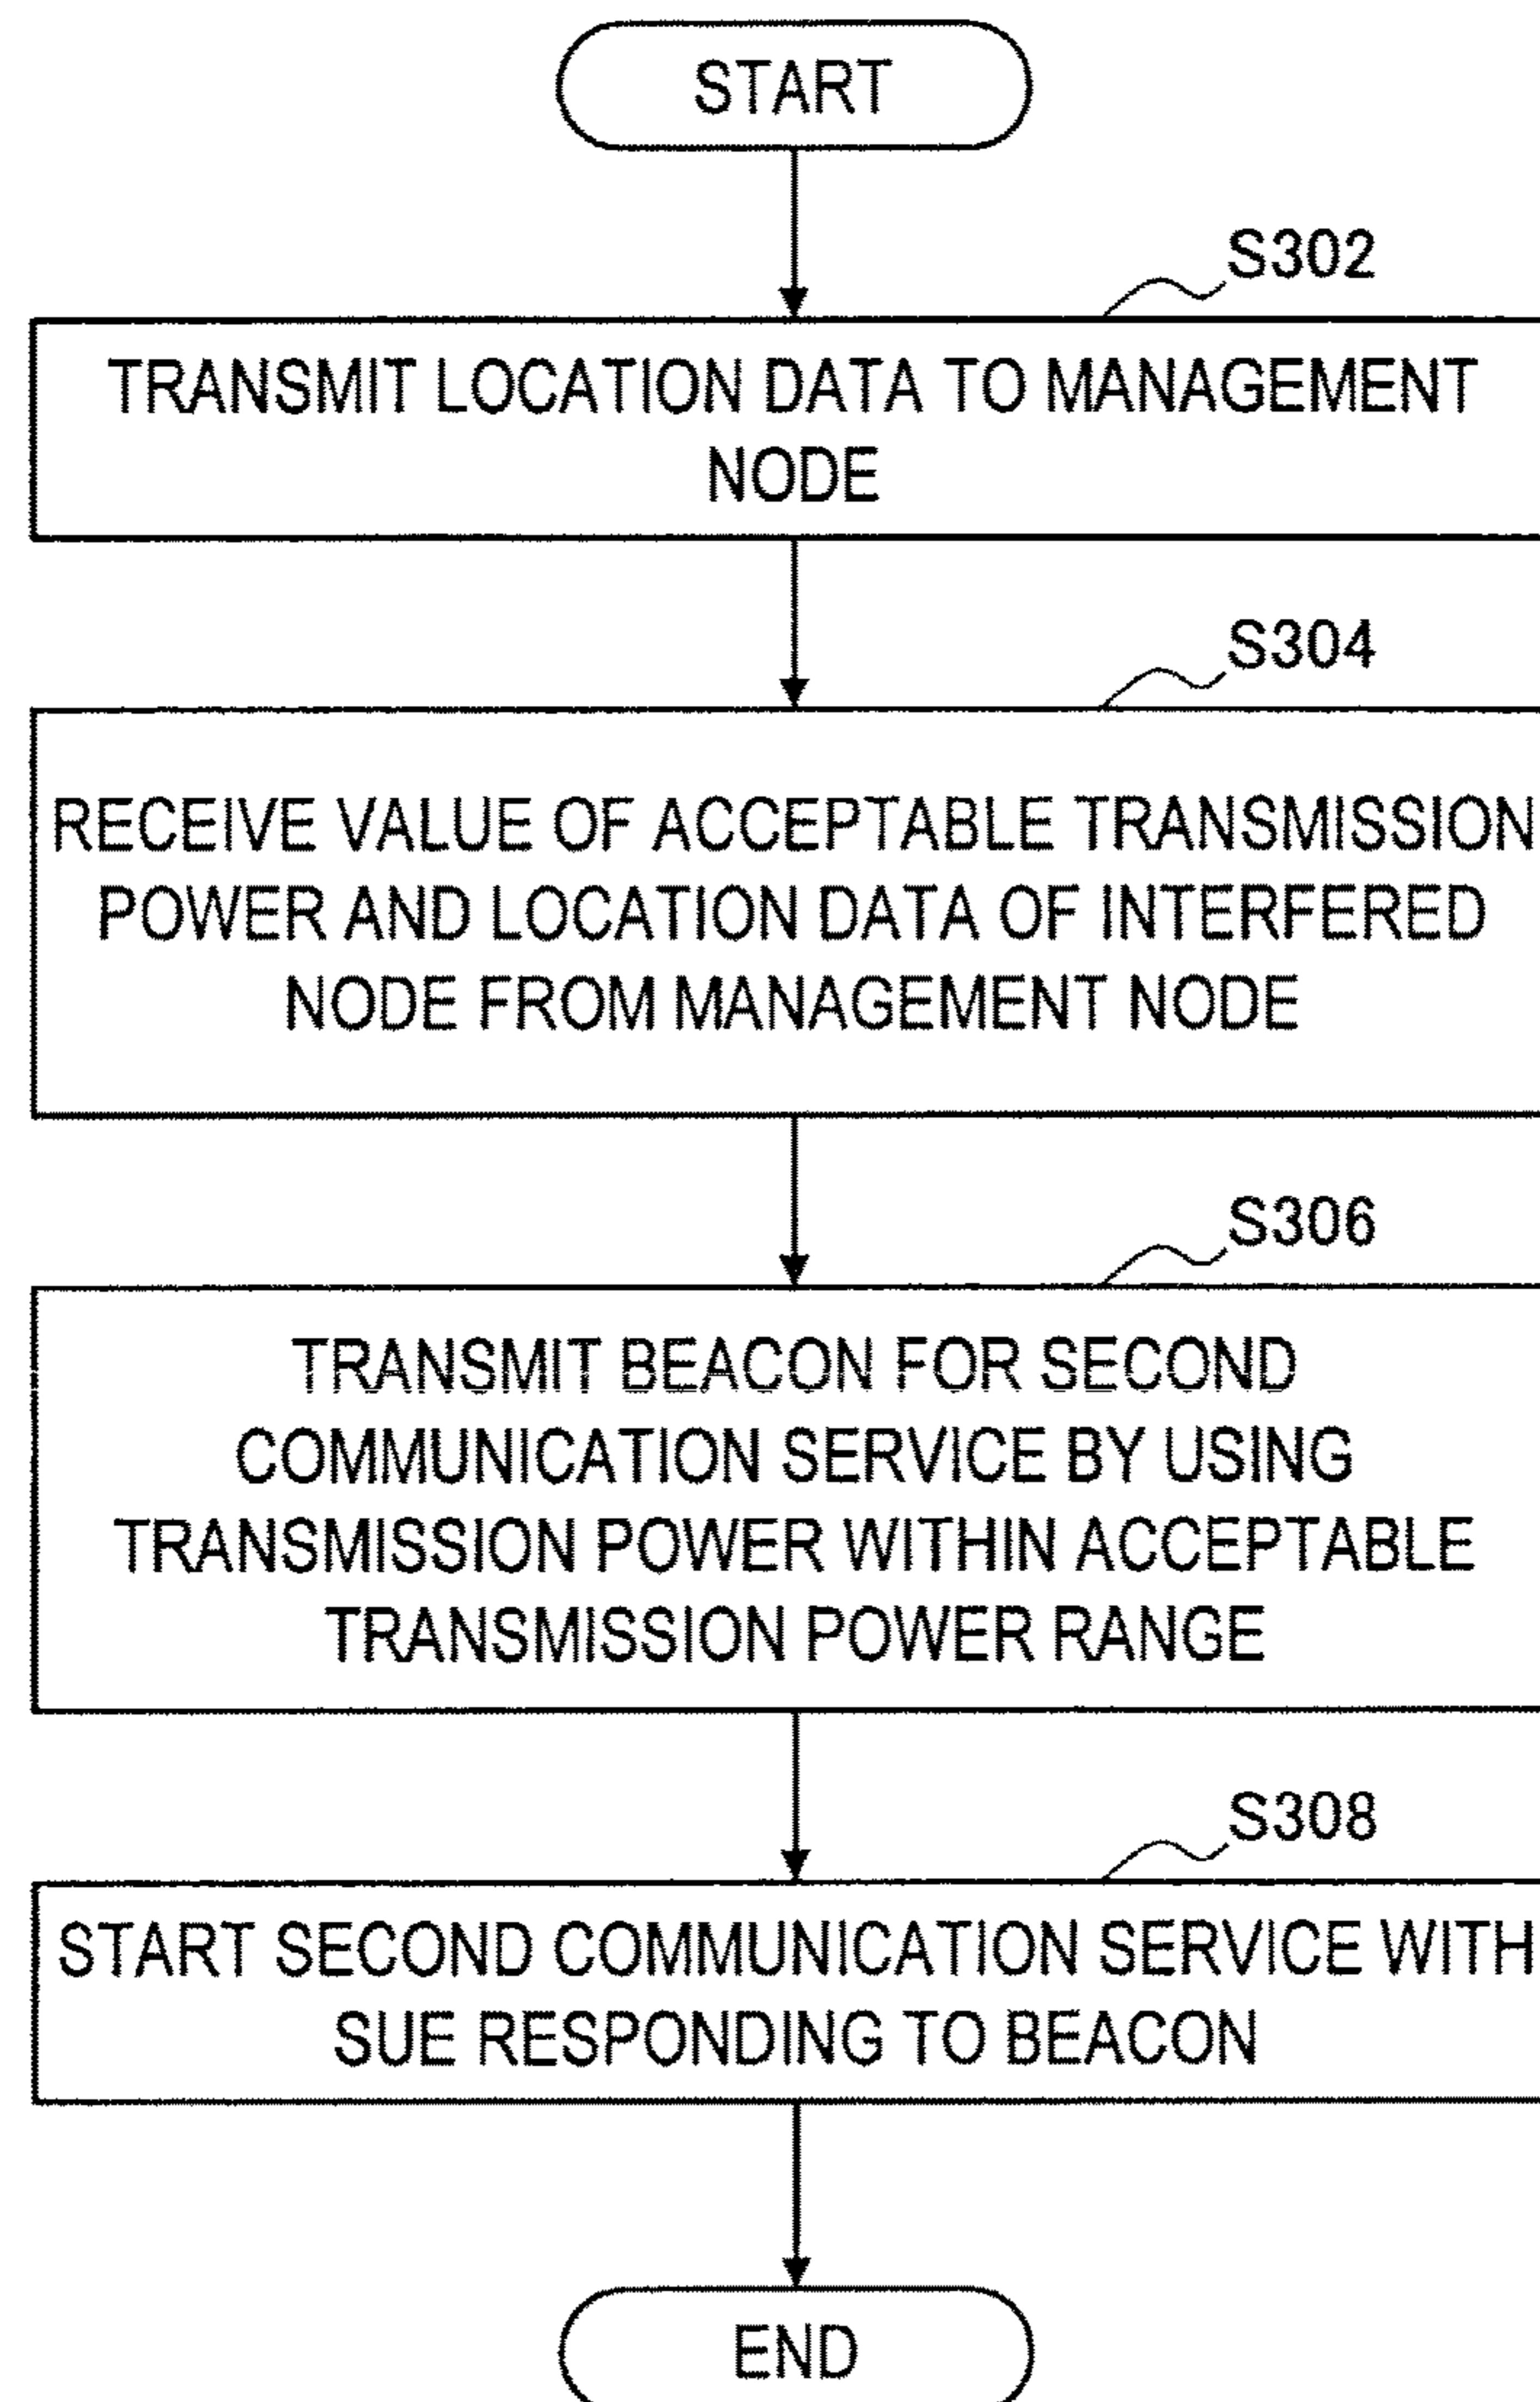 START
S302
TRANSMIT LOCATION DATA TO MANAGEMENT
NODE
S304
RECEIVE VALUE OF ACCEPTABLE TRANSMISSION
POWER AND LOCATION DATA OF INTERFERED
NODE FROM MANAGEMENT NODE
S306
TRANSMIT BEACON FOR SECOND
COMMUNICATION SERVICE BY USING
TRANSMISSION POWER WITHIN ACCEPTABLE
TRANSMISSION POWER RANGE
S308
START SECOND COMMUNICATION SERVICE WITH
SUE RESPONDING TO BEACON
END